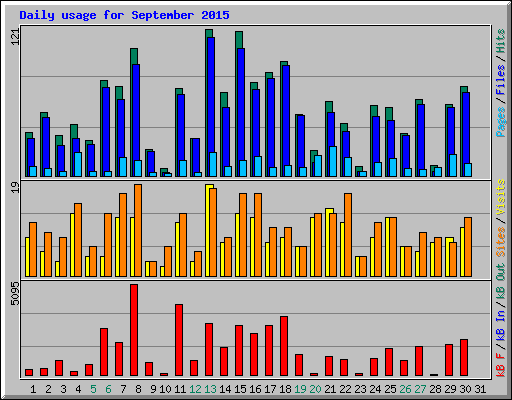 Daily usage for September 2015
121
Pages / Files / Hits
19
Sites / Visits
5095
kB F / kB In / kB Out
1 2 3 4 5 6 7 8 9 10 11 12 13 14 15 16 17 18 19 20 21 22 23 24 25 26 27 28 29 30 31